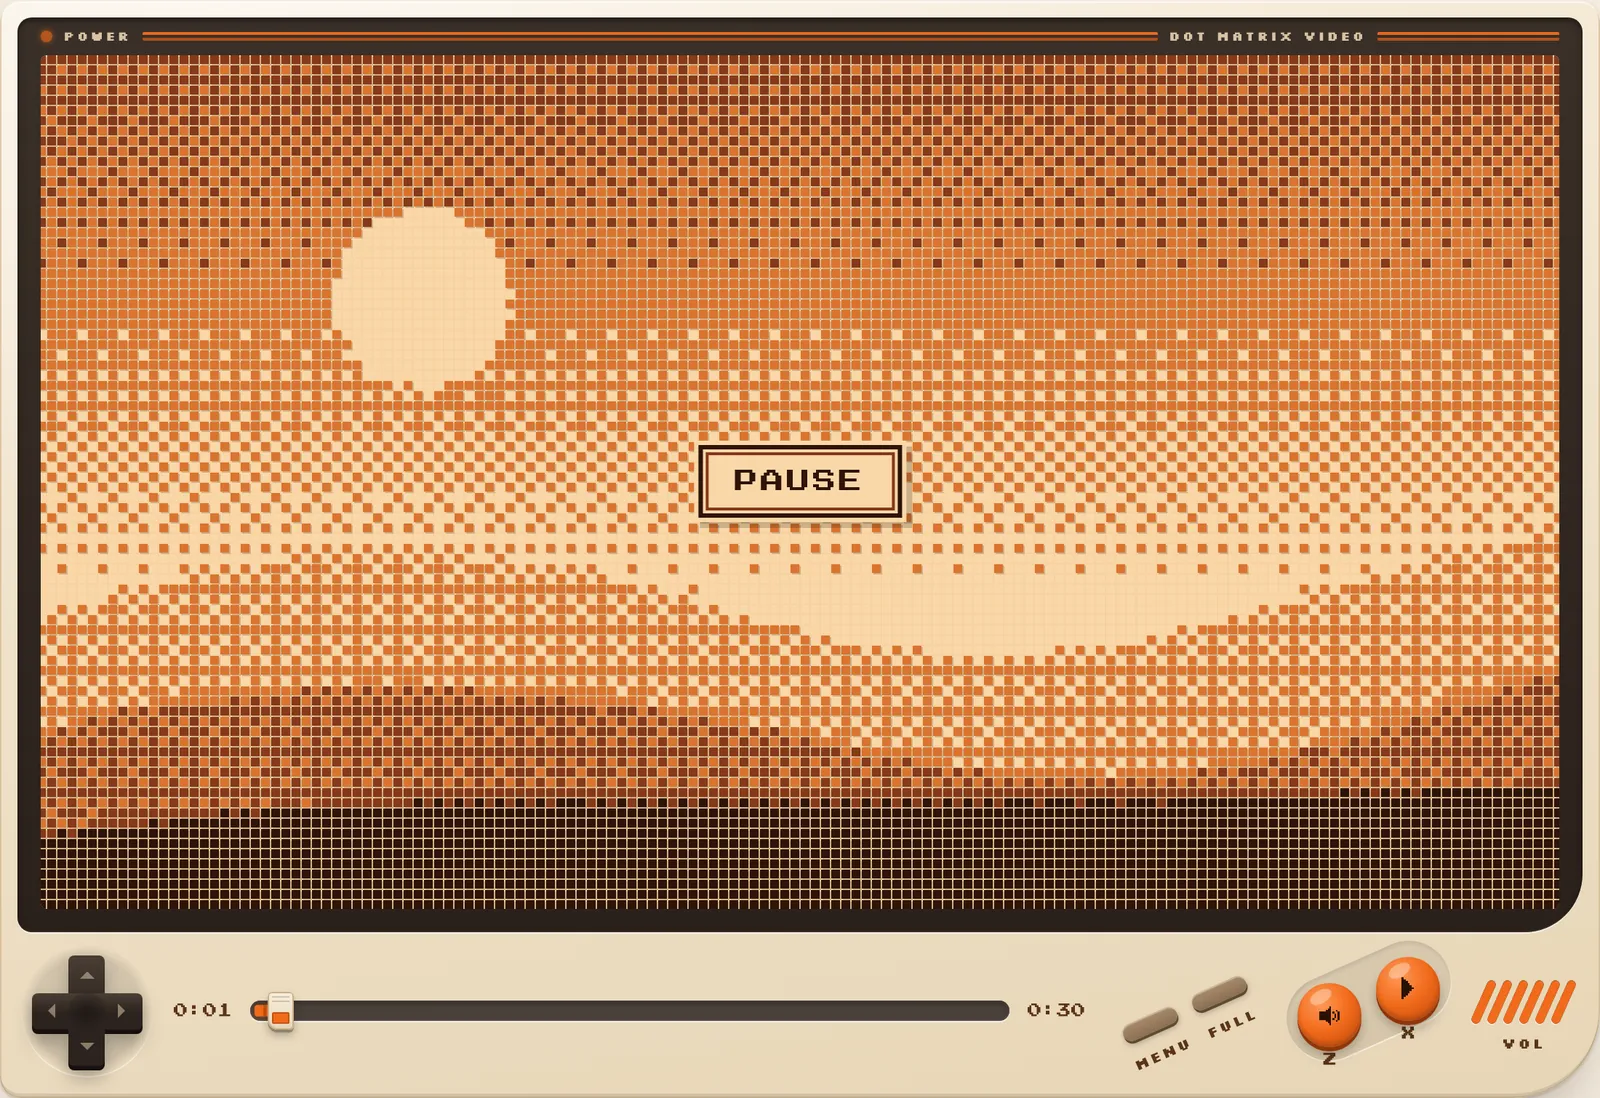 POWER
DOT MATRIX VIDEO
PAUSE
0:01
0:30
MENU
FULL
Z
X
VOL